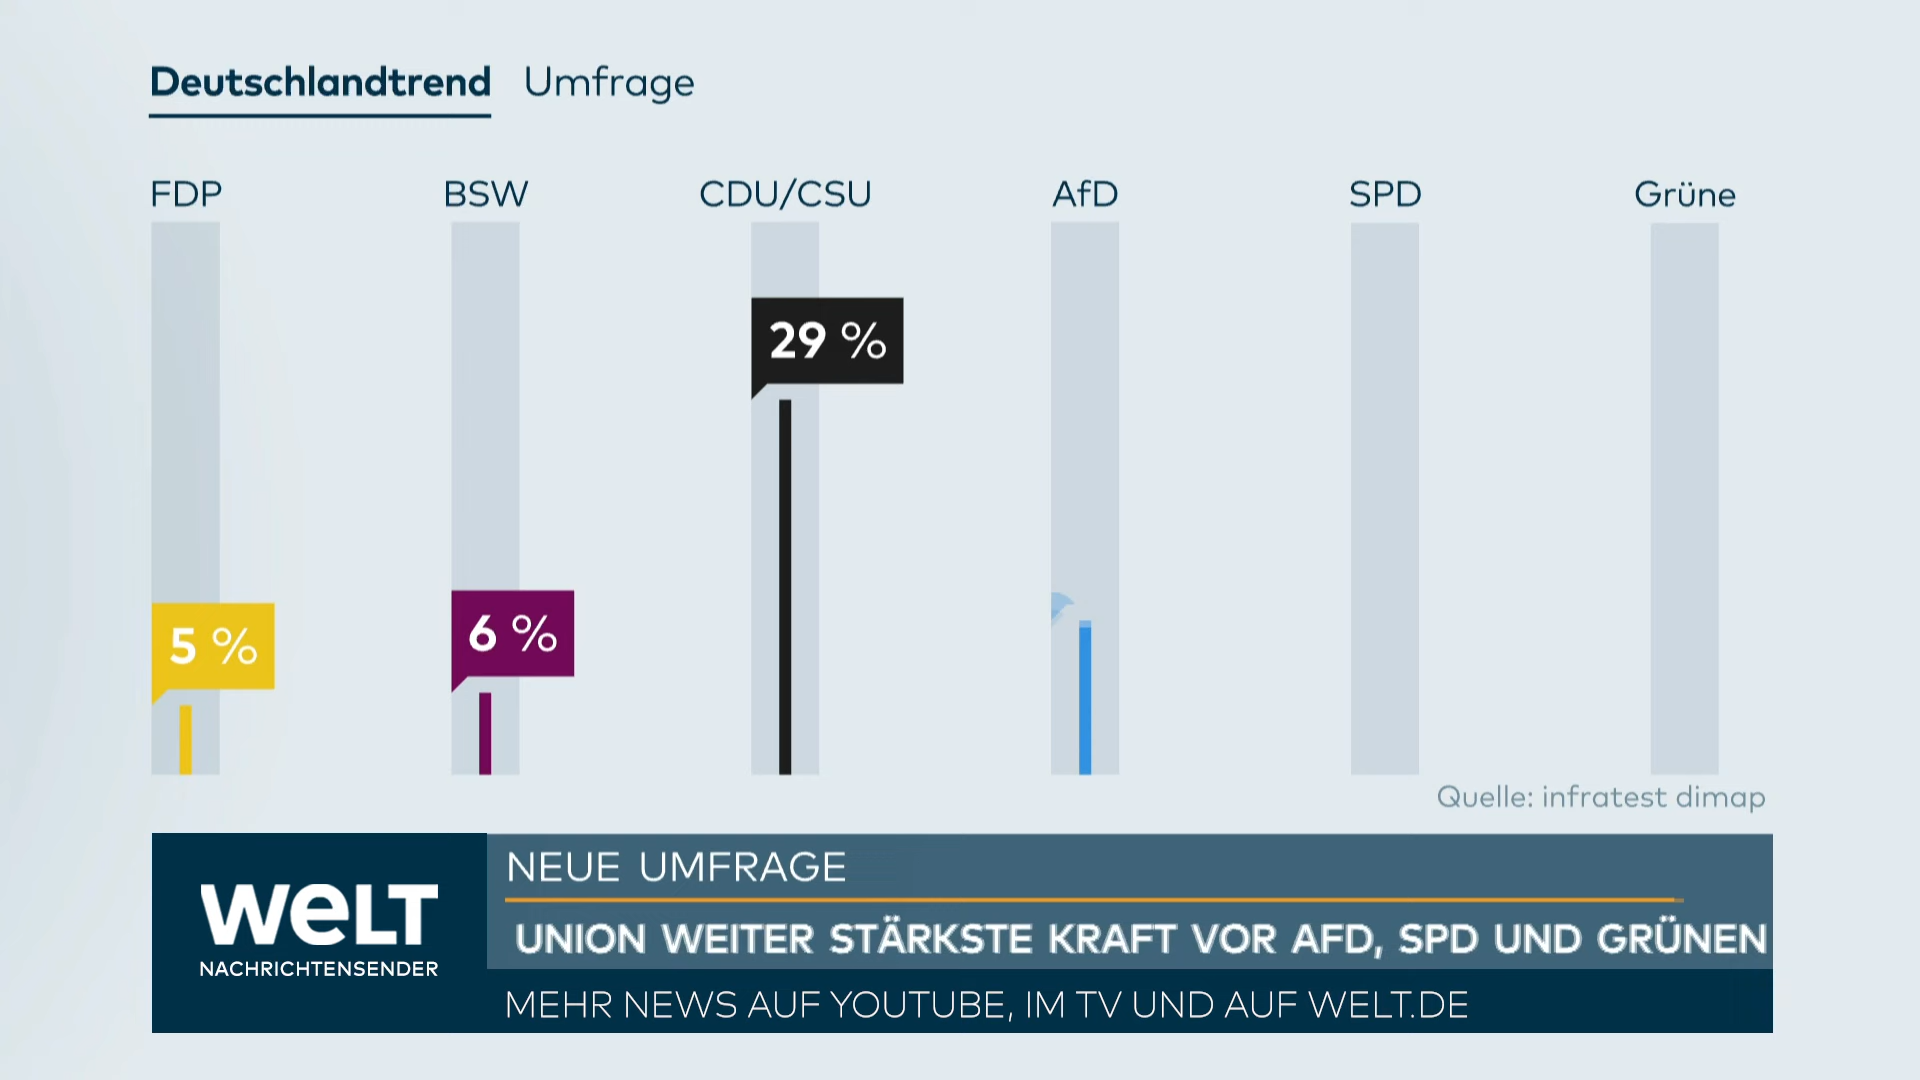 Deutschlandtrend Umfrage
FDP BSW CDU/CSU AfD SPD Grüne
29 %
5 % 6 %
Quelle: infratest dimap
NEUE UMFRAGE
UNION WEITER STÄRKSTE KRAFT VOR AFD, SPD UND GRÜNEN
WELT
NACHRICHTENSENDER
MEHR NEWS AUF YOUTUBE, IM TV UND AUF WELT.DE